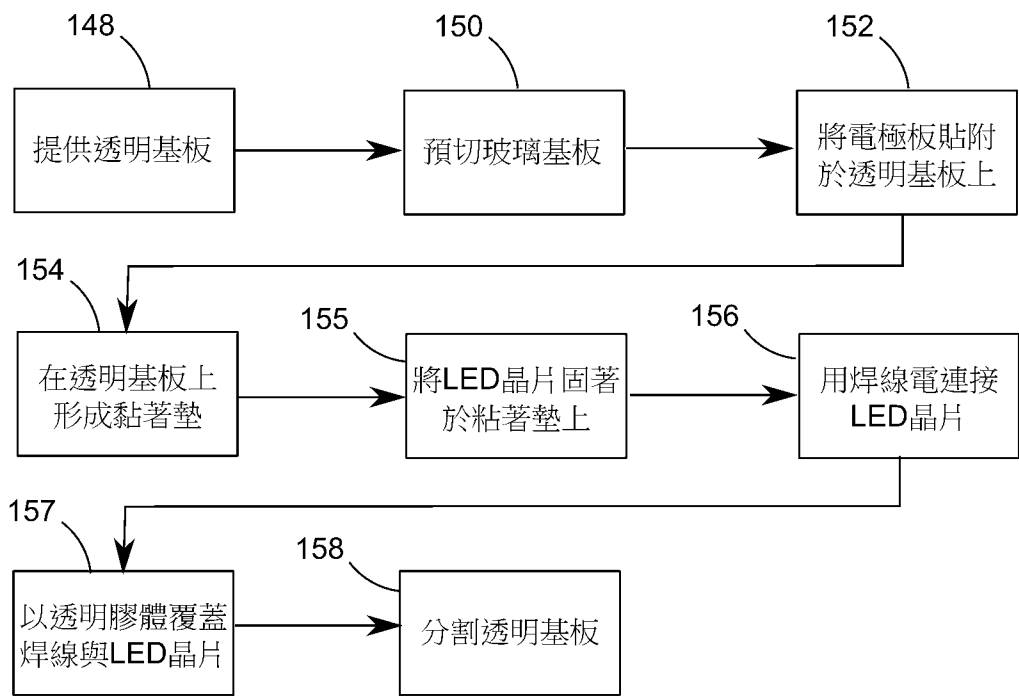 148
提供透明基板
150
預切玻璃基板
152
將電極板貼附
於透明基板上
154
在透明基板上
形成黏著墊
155
將LED晶片固著
於粘著墊上
156
用焊線電連接
LED晶片
157
以透明膠體覆蓋
焊線與LED晶片
158
分割透明基板